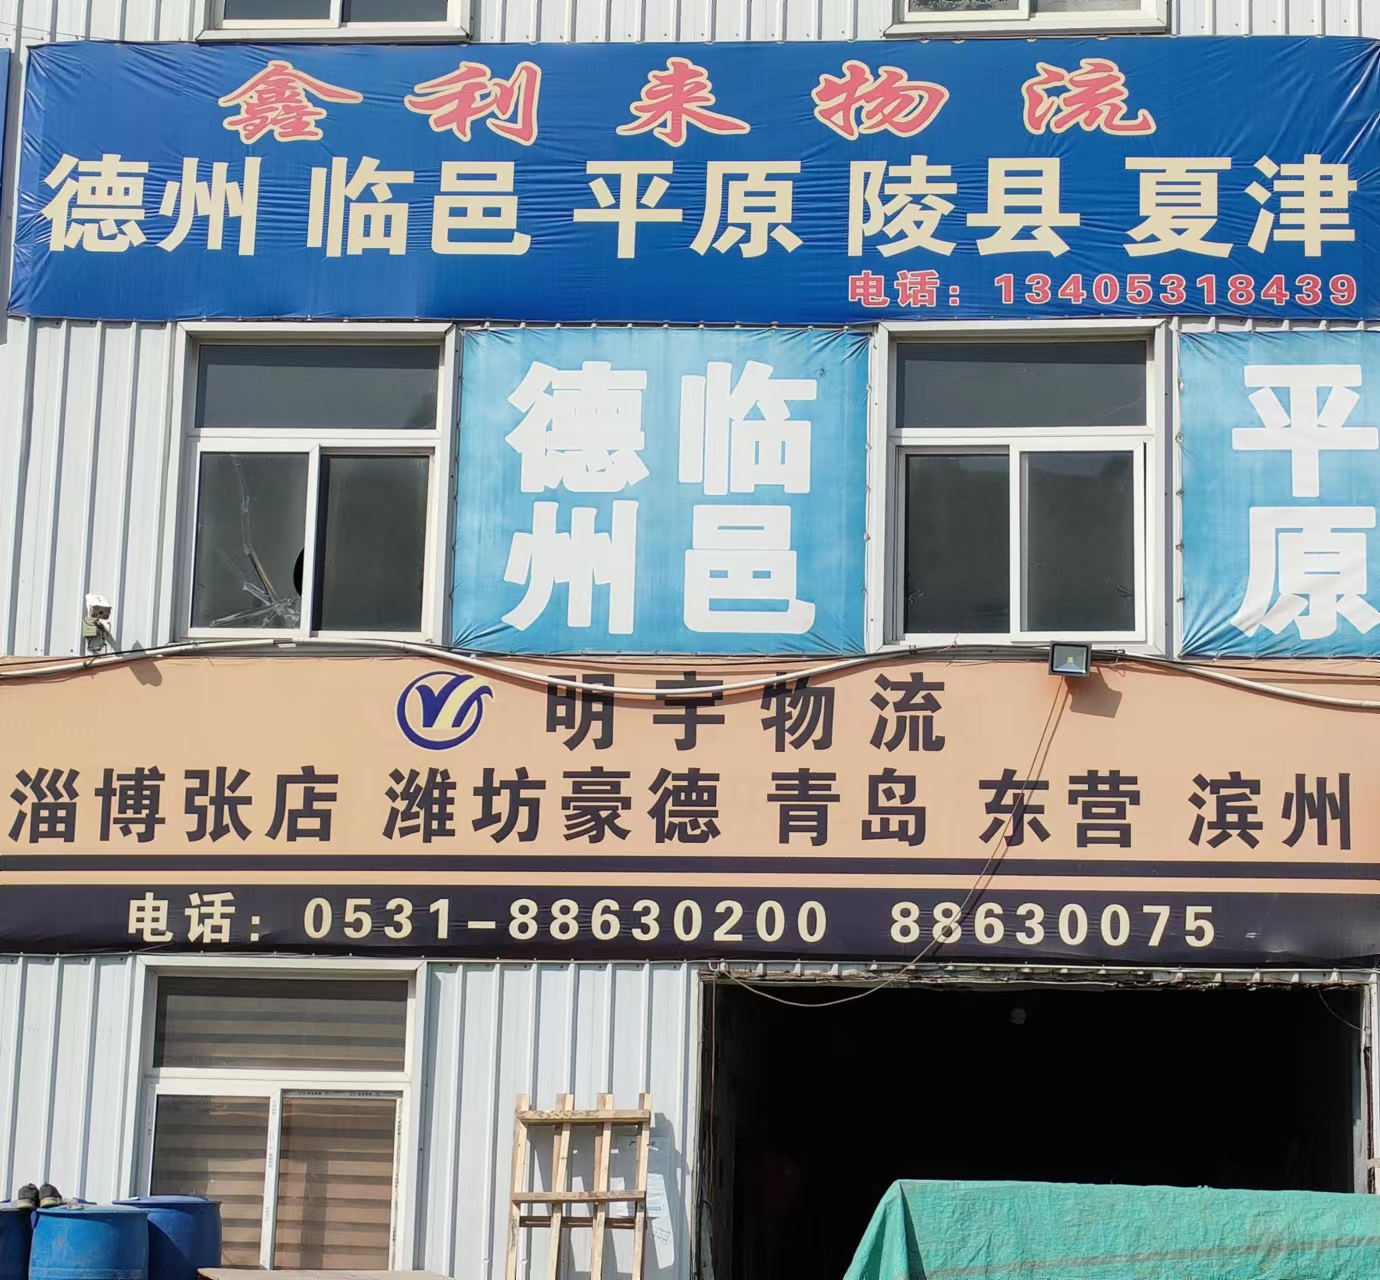 鑫利来物流
德州 临邑 平原 陵县 夏津
电话：13405318439
德州
临邑
平原
明宇物流
淄博张店 潍坊豪德 青岛 东营 滨州
电话：0531-88630200 88630075